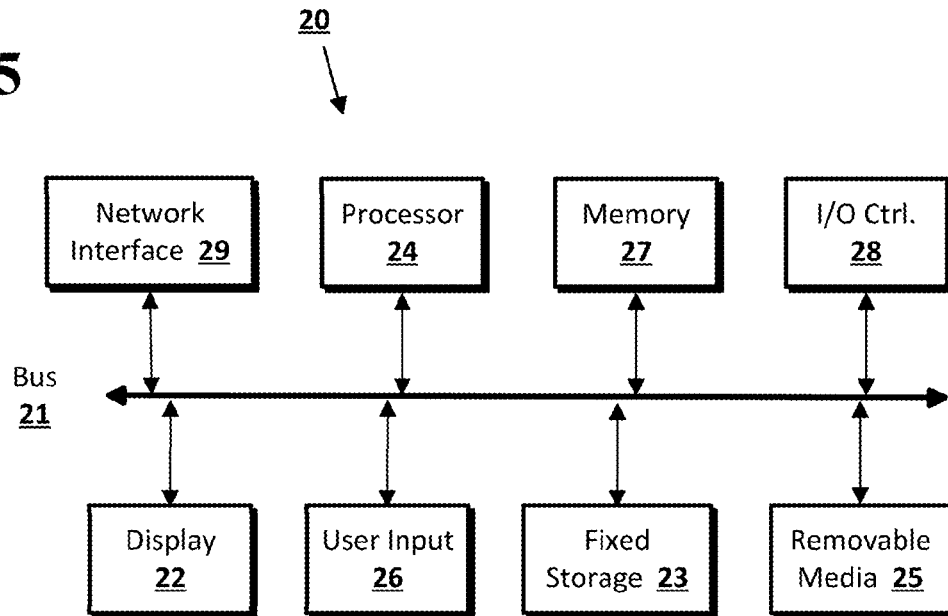 20
5
Network
Interface 29
Processor
24
Memory
27
I/O Ctrl.
28
Bus
21
Display
22
User Input
26
Fixed
Storage 23
Removable
Media 25